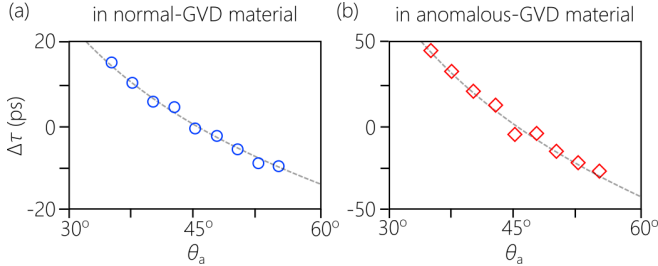 (a) in normal-GVD material
20
0
-20
Δτ (ps)
30° 45° 60°
θa
(b) in anomalous-GVD material
50
0
-50
30° 45° 60°
θa